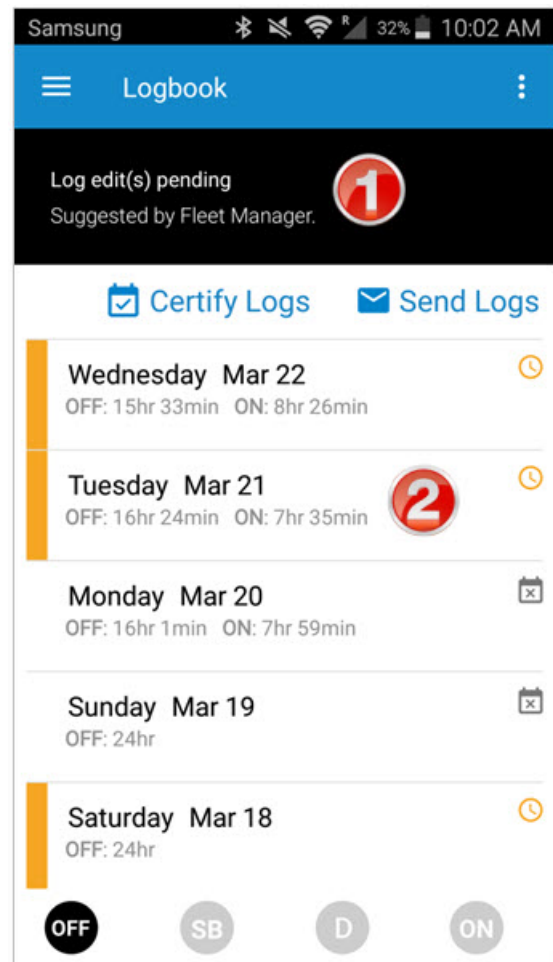 Samsung R 32% 10:02 AM
Logbook
Log edit(s) pending
Suggested by Fleet Manager.
1
Certify Logs Send Logs
Wednesday Mar 22
OFF: 15hr 33min ON: 8hr 26min
Tuesday Mar 21
OFF: 16hr 24min ON: 7hr 35min
2
Monday Mar 20
OFF: 16hr 1min ON: 7hr 59min
Sunday Mar 19
OFF: 24hr
Saturday Mar 18
OFF: 24hr
OFF SB D ON